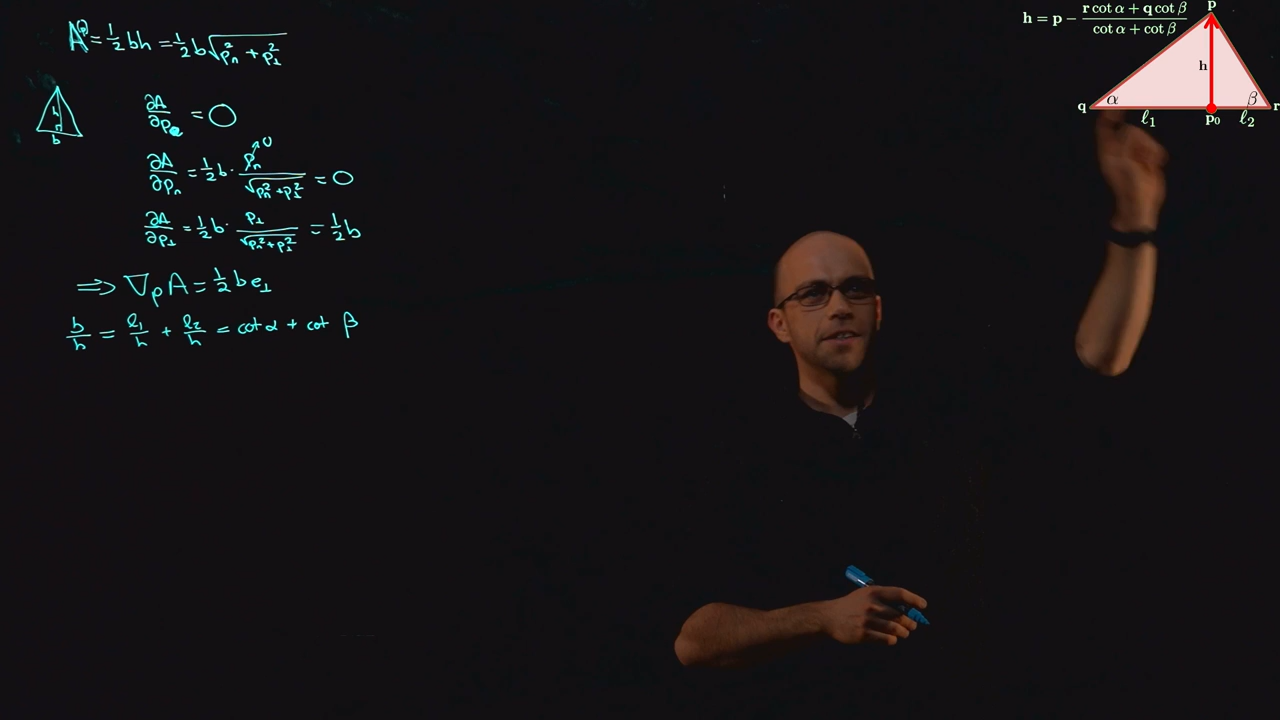 A(P) = 1/2 bh = 1/2 b √(p_n² + p_⊥²)
h
b
∂A/∂p_e = 0
∂A/∂p_n = 1/2 b · p_n→0 / √(p_n² + p_⊥²) = 0
∂A/∂p_⊥ = 1/2 b · p_⊥ / √(p_n² + p_⊥²) = 1/2 b
⟹ ∇_p A = 1/2 b e_⊥
b/h = ℓ₁/h + ℓ₂/h = cot α + cot β
h = p − (r cot α + q cot β)/(cot α + cot β)
p
h
q α β r
ℓ₁ p₀ ℓ₂